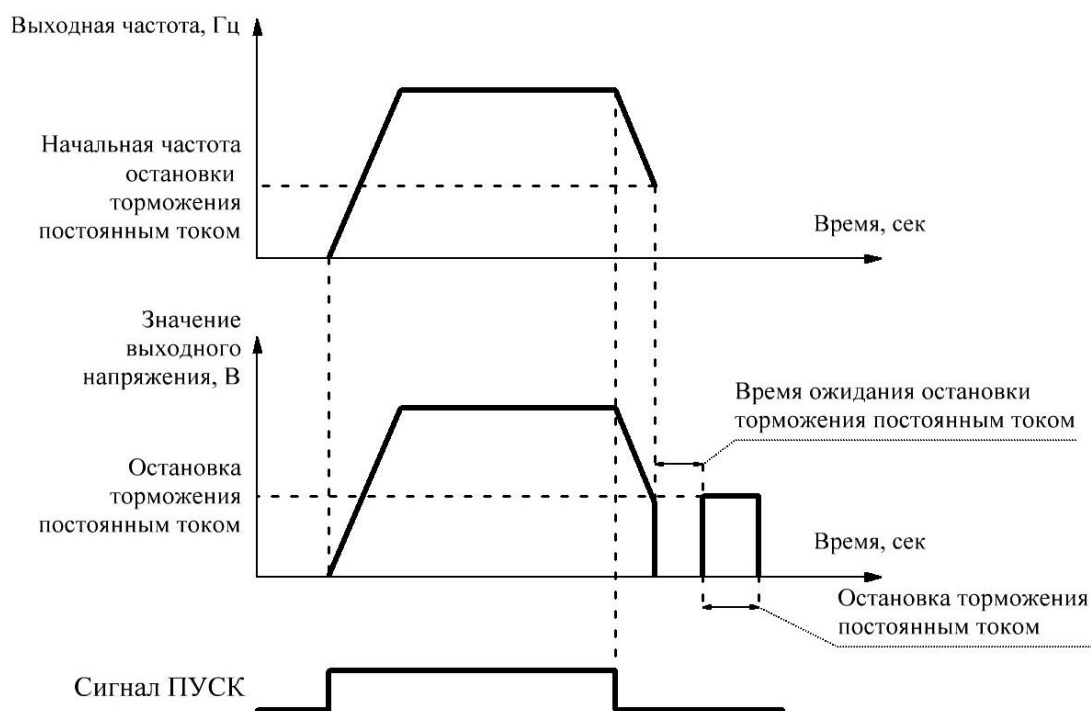 Выходная частота, Гц
Начальная частота
остановки
торможения
постоянным током
Время, сек
Значение
выходного
напряжения, В
Время ожидания остановки
торможения постоянным током
Остановка
торможения
постоянным током
Время, сек
Остановка торможения
постоянным током
Сигнал ПУСК